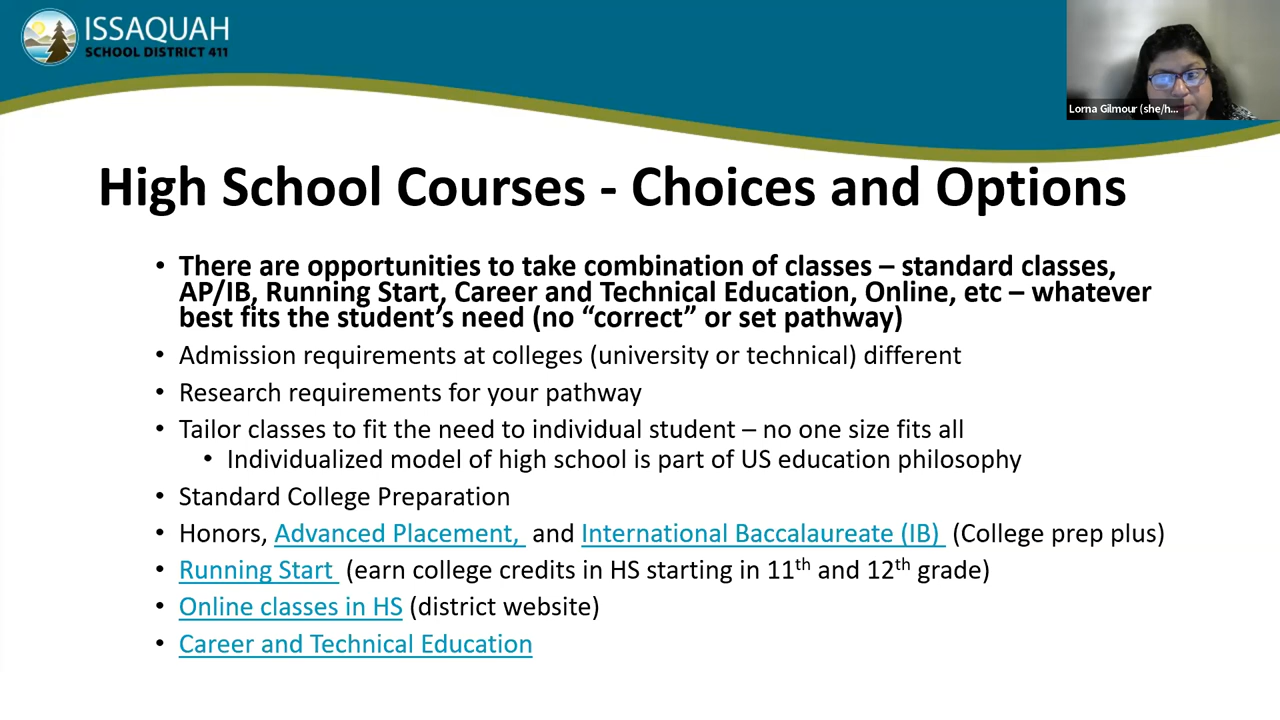 ISSAQUAH
SCHOOL DISTRICT 411
Lorna Gilmour (she/h...
High School Courses - Choices and Options
• There are opportunities to take combination of classes – standard classes,
AP/IB, Running Start, Career and Technical Education, Online, etc – whatever
best fits the student’s need (no “correct” or set pathway)
• Admission requirements at colleges (university or technical) different
• Research requirements for your pathway
• Tailor classes to fit the need to individual student – no one size fits all
• Individualized model of high school is part of US education philosophy
• Standard College Preparation
• Honors, Advanced Placement, and International Baccalaureate (IB) (College prep plus)
• Running Start (earn college credits in HS starting in 11th and 12th grade)
• Online classes in HS (district website)
• Career and Technical Education